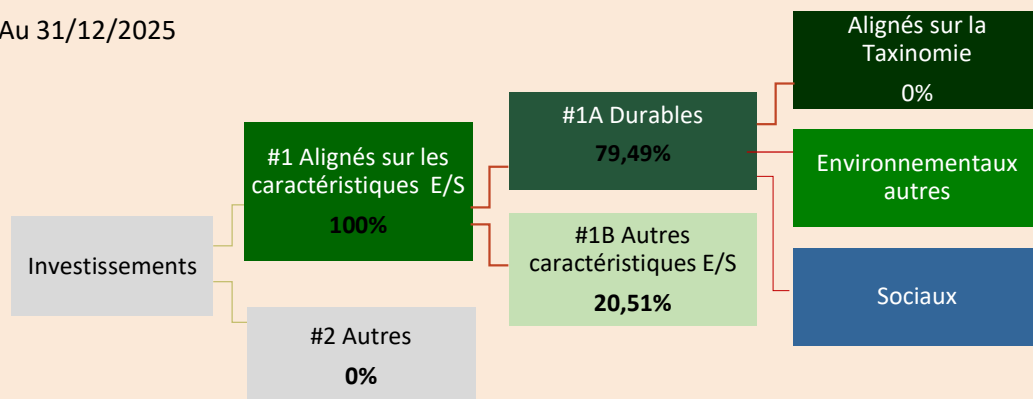 Au 31/12/2025
Investissements
#1 Alignés sur les
caractéristiques E/S
100%
#2 Autres
0%
#1A Durables
79,49%
#1B Autres
caractéristiques E/S
20,51%
Alignés sur la
Taxinomie
0%
Environnementaux
autres
Sociaux